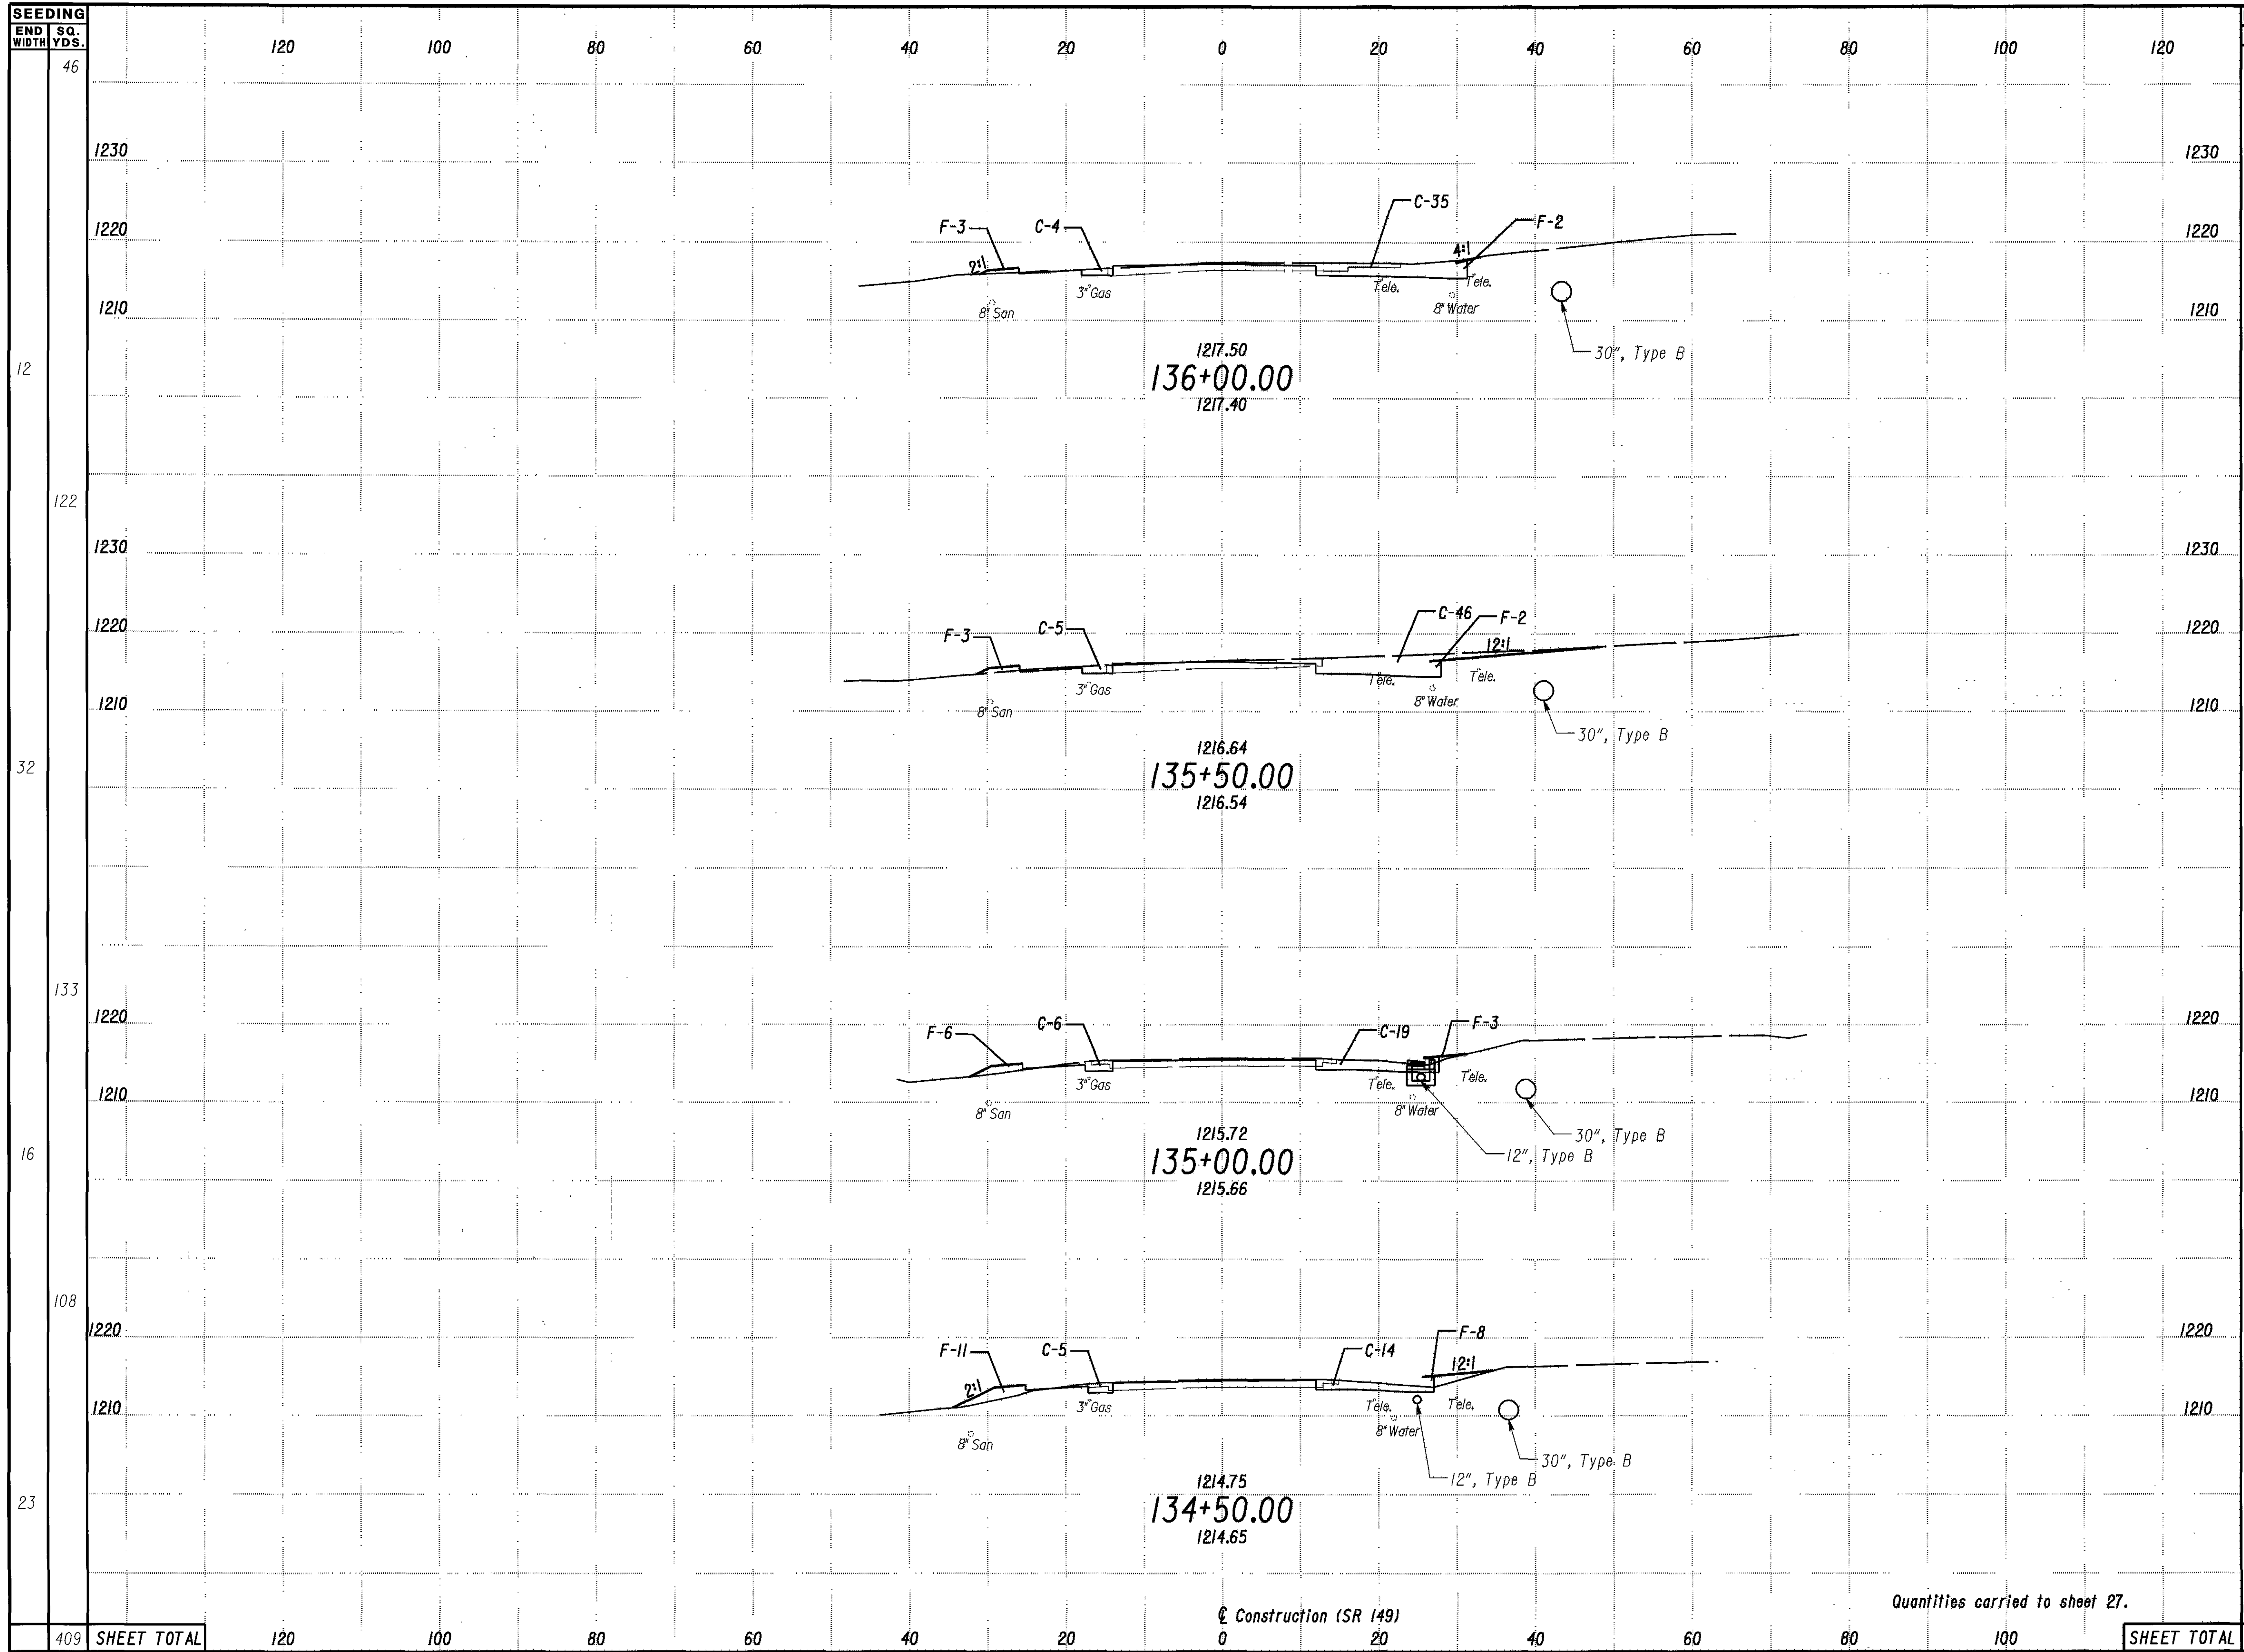 SEEDING
END WIDTH SQ. YDS.
120 100 80 60 40 20 0 20 40 60 80 100 120
46
1230 1230
C-35
F-3 C-4 F-2
1220 1220
2:1 4:1
3" Gas Tele. Tele.
1210 8" San 8" Water 1210
30", Type B
1217.50
12
136+00.00
1217.40
122
1230 1230
C-46 F-2
1220 F-3 C-5 1220
12:1
3" Gas Tele. Tele.
1210 8" San 8" Water 1210
30", Type B
1216.64
32
135+50.00
1216.54
133
1220 F-6 C-6 C-19 F-3 1220
3" Gas Tele. Tele.
1210 8" San 8" Water 1210
1215.72 30", Type B
16
135+00.00 12", Type B
1215.66
108
1220 F-8 1220
F-11 C-5 C-14
12:1
2:1
1210 3" Gas Tele. Tele. 1210
8" San 8" Water
30", Type B
1214.75 12", Type B
23
134+50.00
1214.65
Quantities carried to sheet 27.
℄ Construction (SR 149)
409 SHEET TOTAL 120 100 80 60 40 20 0 20 40 60 80 100 SHEET TOTAL